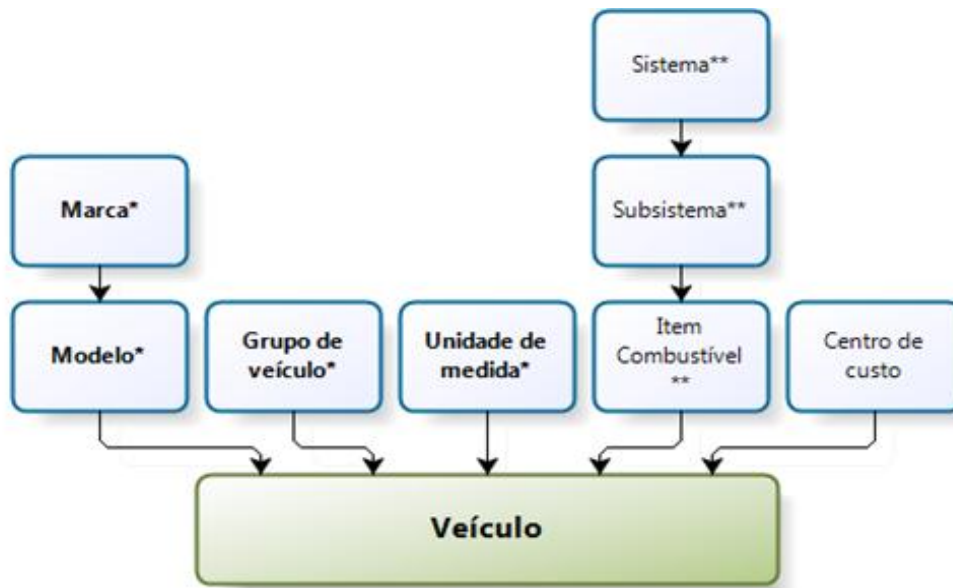 Sistema**
Marca*
Subsistema**
Modelo*
Grupo de
veículo*
Unidade de
medida*
Item
Combustível
**
Centro de
custo
Veículo